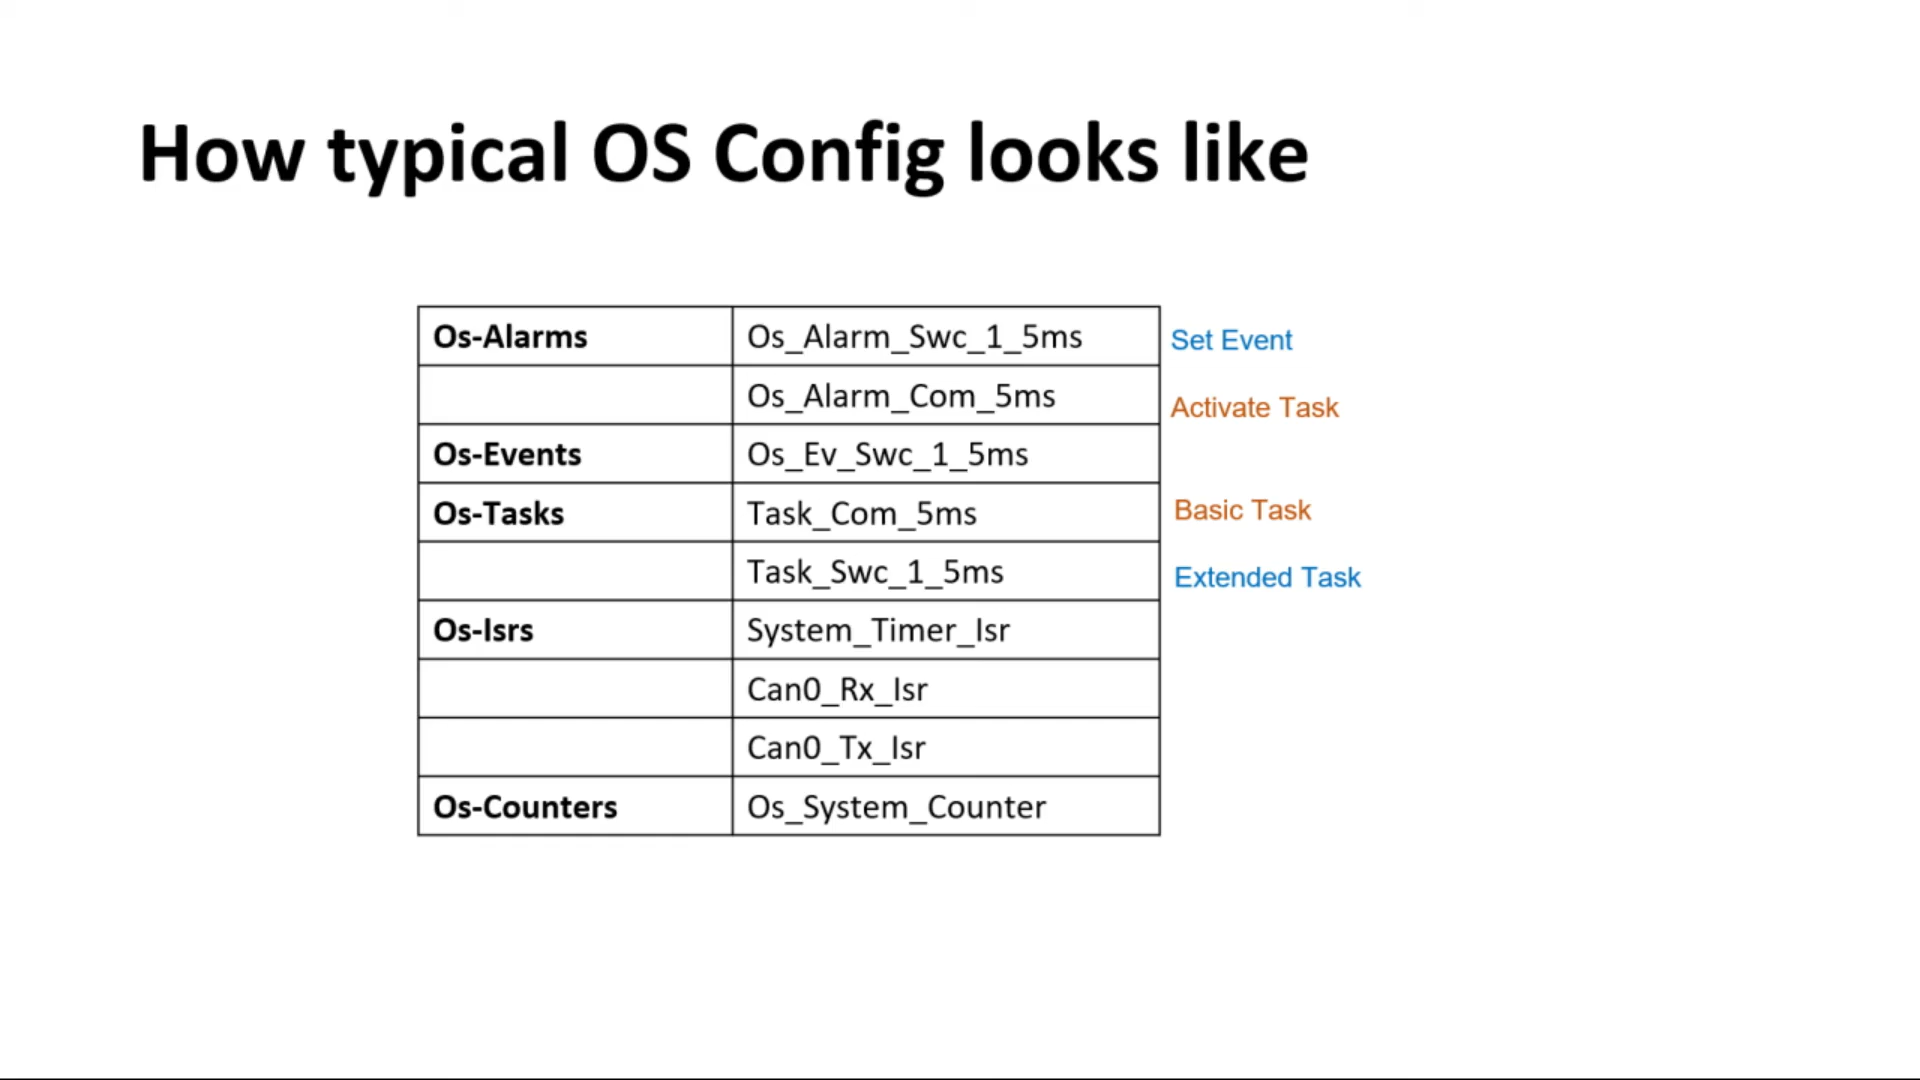 How typical OS Config looks like
Os-Alarms Os_Alarm_Swc_1_5ms Set Event
Os_Alarm_Com_5ms Activate Task
Os-Events Os_Ev_Swc_1_5ms
Os-Tasks Task_Com_5ms Basic Task
Task_Swc_1_5ms Extended Task
Os-Isrs System_Timer_Isr
Can0_Rx_Isr
Can0_Tx_Isr
Os-Counters Os_System_Counter